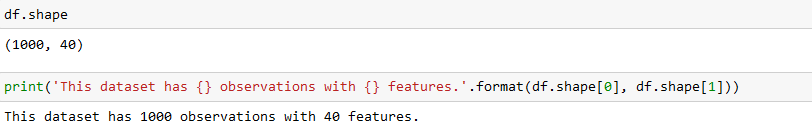 df.shape
(1000, 40)
print('This dataset has {} observations with {} features.'.format(df.shape[0], df.shape[1]))
This dataset has 1000 observations with 40 features.